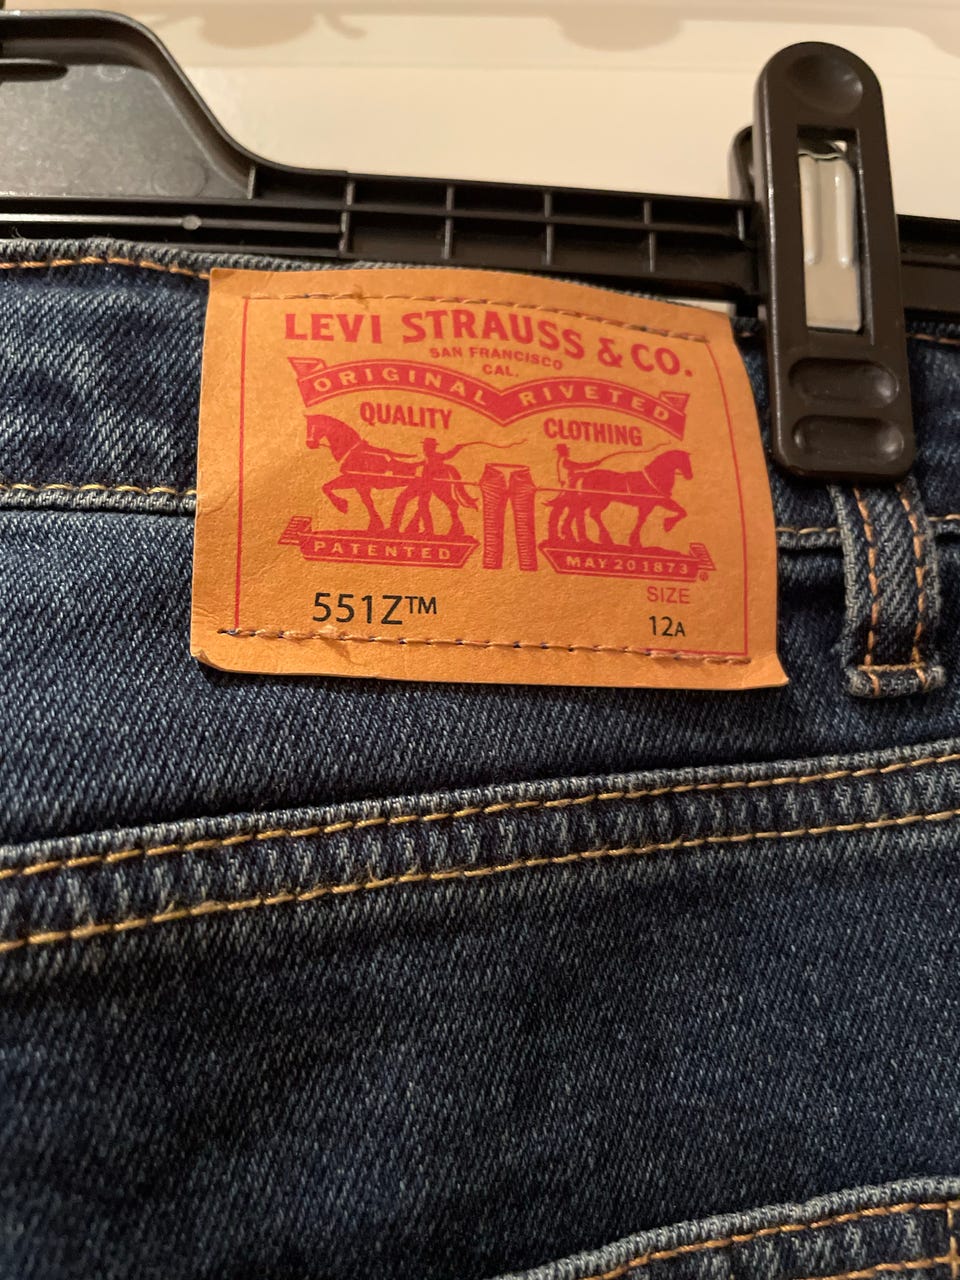 LEVI STRAUSS & CO.
SAN FRANCISCO
CAL.
ORIGINAL RIVETED
QUALITY CLOTHING
PATENTED MAY 20 1873 ®
SIZE
551Z™ 12A